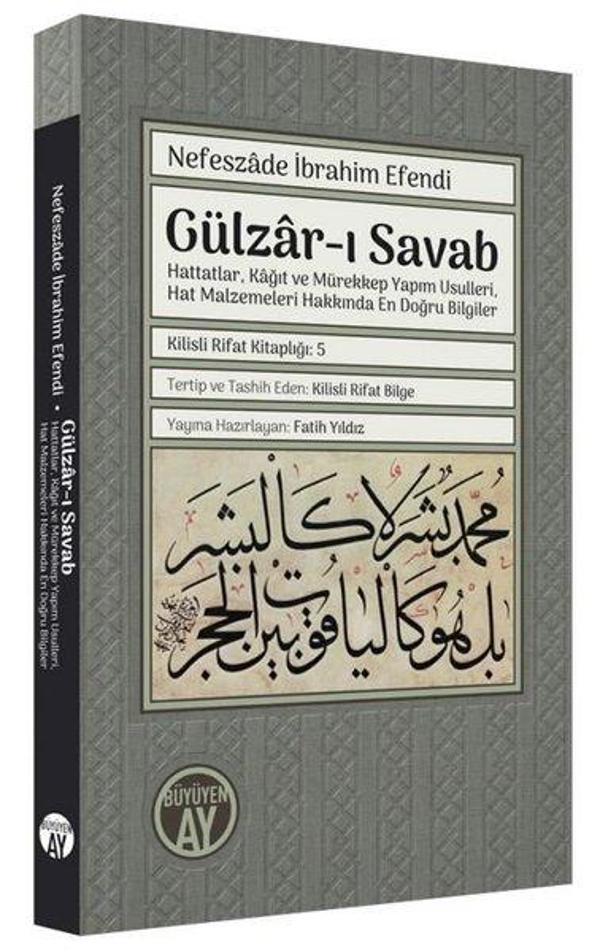 Nefeszâde İbrahim Efendi
Gülzâr-ı Savab
Hattatlar, Kâğıt ve Mürekkep Yapım Usulleri,
Hat Malzemeleri Hakkında En Doğru Bilgiler
Kilisli Rifat Kitaplığı: 5
Tertip ve Tashih Eden: Kilisli Rifat Bilge
Yayına Hazırlayan: Fatih Yıldız
محمد بشر لا كالبشر
بل هو كالياقوت بين الحجر
BÜYÜYEN
AY
Nefeszâde İbrahim Efendi • Gülzâr-ı Savab
Hattatlar, Kâğıt ve Mürekkep Yapım Usulleri,
Hat Malzemeleri Hakkında En Doğru Bilgiler
BÜYÜYEN
AY